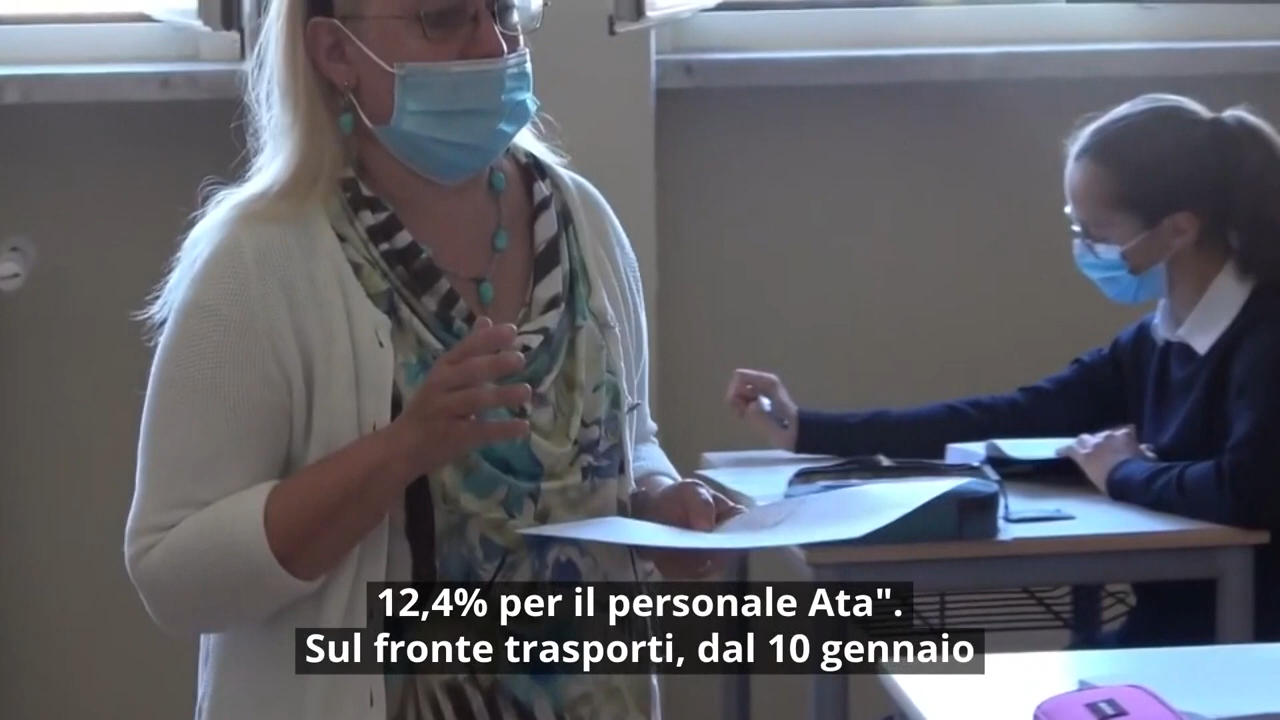 12,4% per il personale Ata".
Sul fronte trasporti, dal 10 gennaio